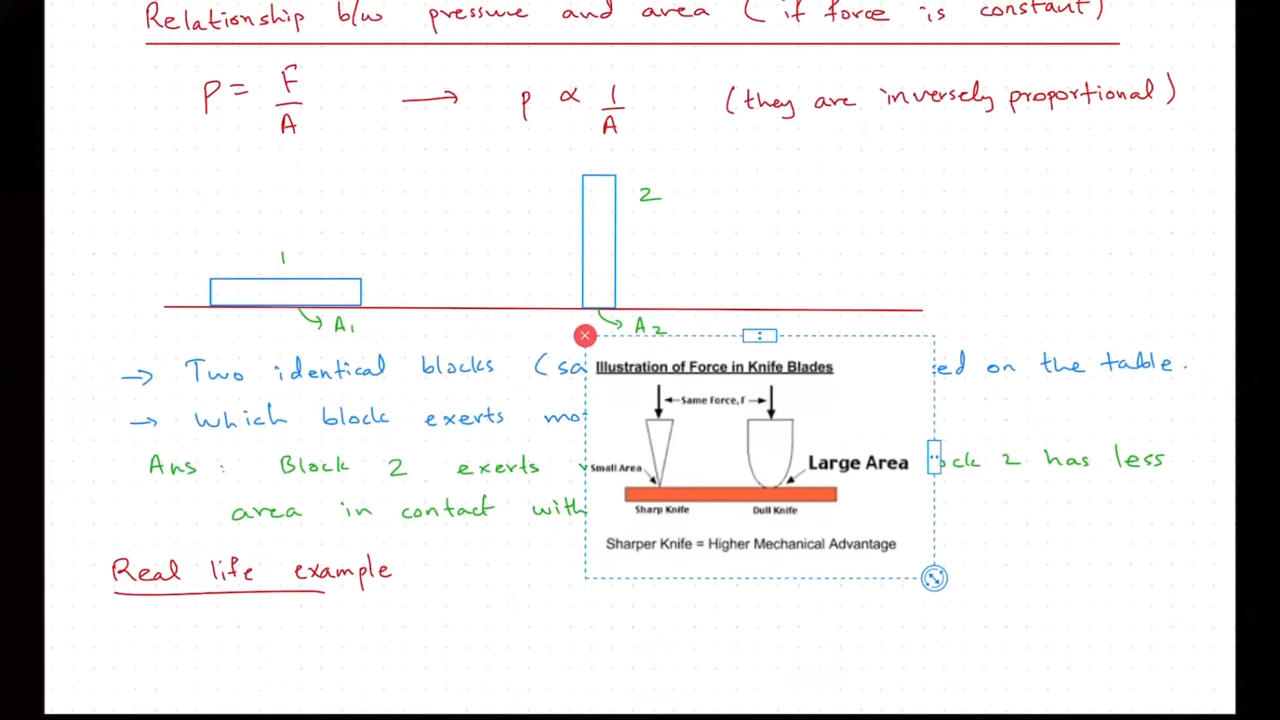 Relationship b/w pressure and area (if force is constant)
P = F/A → P ∝ 1/A (they are inversely proportional)
2
1
A1 A2
→ Two identical blocks (sa ed on the table.
→ Which block exerts mo
Ans : Block 2 exerts ck 2 has less
area in contact with
Real life example
Illustration of Force in Knife Blades
Same Force, F
Small Area Large Area
Sharp Knife Dull Knife
Sharper Knife = Higher Mechanical Advantage